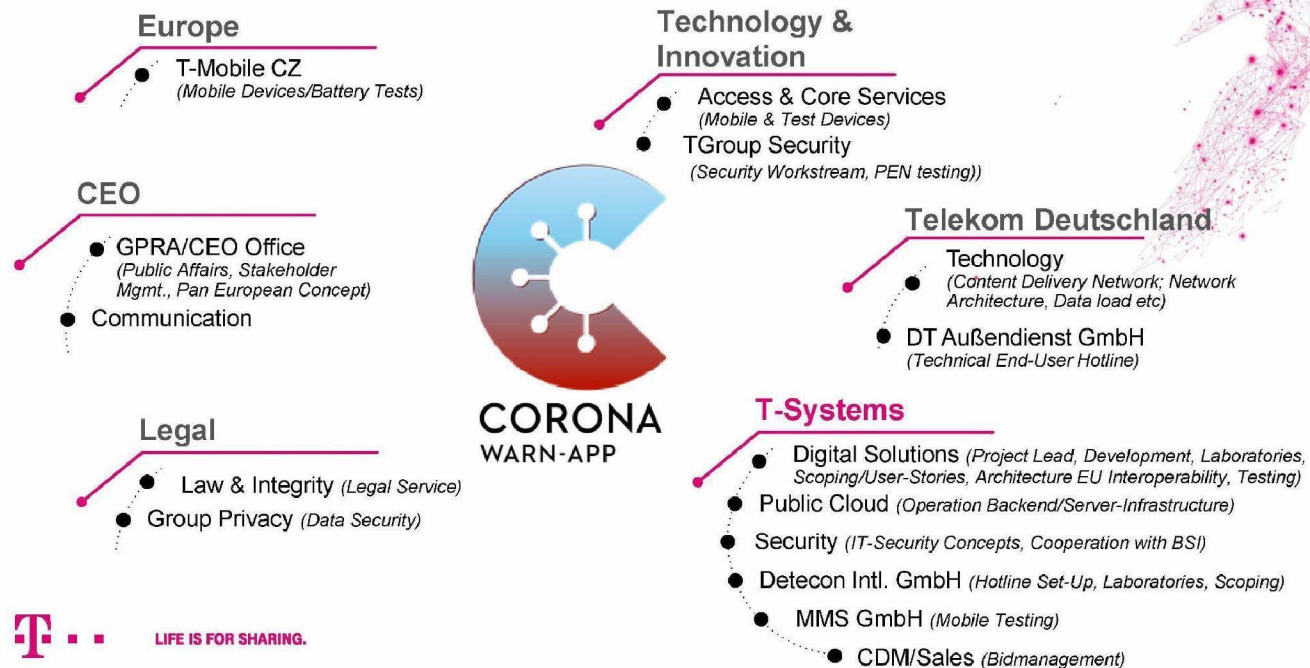 Europe
T-Mobile CZ
(Mobile Devices/Battery Tests)
Technology &
Innovation
Access & Core Services
(Mobile & Test Devices)
TGroup Security
(Security Workstream, PEN testing))
CEO
GPRA/CEO Office
(Public Affairs, Stakeholder
Mgmt., Pan European Concept)
Communication
Telekom Deutschland
Technology
(Content Delivery Network; Network
Architecture, Data load etc)
DT Außendienst GmbH
(Technical End-User Hotline)
CORONA
WARN-APP
Legal
Law & Integrity (Legal Service)
Group Privacy (Data Security)
T-Systems
Digital Solutions (Project Lead, Development, Laboratories,
Scoping/User-Stories, Architecture EU Interoperability, Testing)
Public Cloud (Operation Backend/Server-Infrastructure)
Security (IT-Security Concepts, Cooperation with BSI)
Detecon Intl. GmbH (Hotline Set-Up, Laboratories, Scoping)
MMS GmbH (Mobile Testing)
CDM/Sales (Bidmanagement)
T
LIFE IS FOR SHARING.